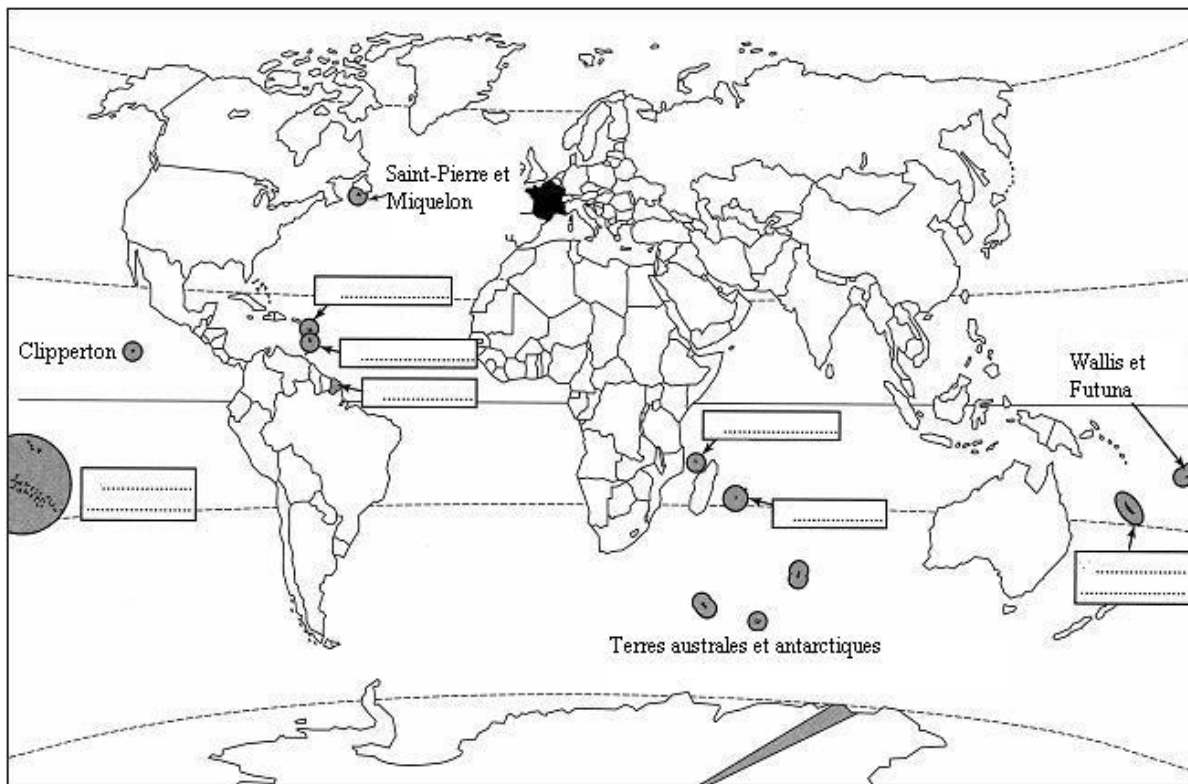 Saint-Pierre et
Miquelon
Clipperton
Wallis et
Futuna
Terres australes et antarctiques